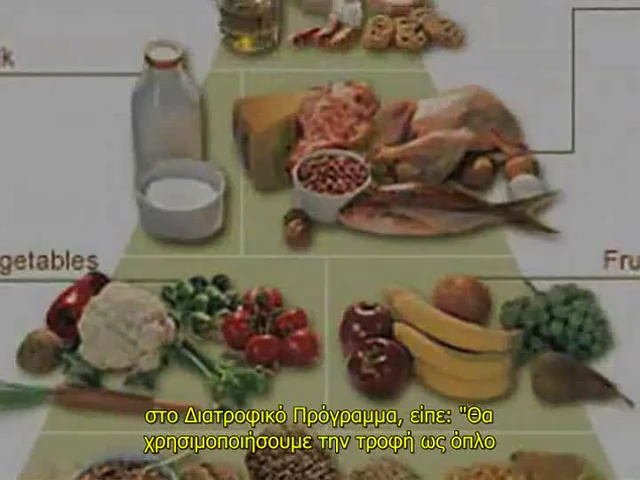 k
getables
Fru
στο Διατροφικό Πρόγραμμα, είπε: "Θα
χρησιμοποιήσουμε την τροφή ως όπλο